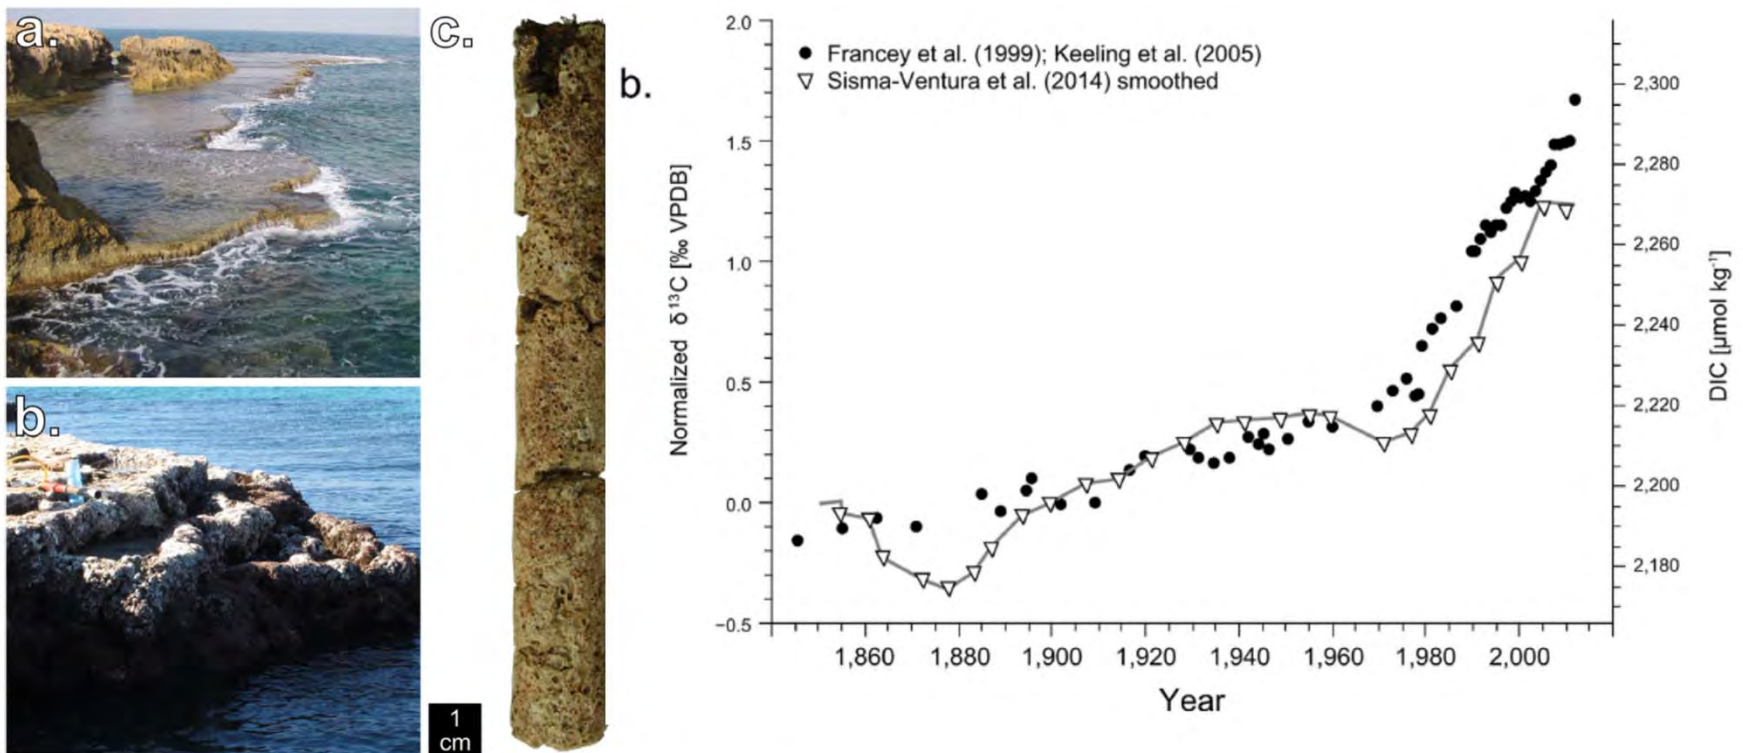 a.
b.
c.
1
cm
b.
Francey et al. (1999); Keeling et al. (2005)
Sisma-Ventura et al. (2014) smoothed
Normalized δ¹³C [‰ VPDB]
2.0
1.5
1.0
0.5
0.0
−0.5
2,300
2,280
2,260
2,240
2,220
2,200
2,180
DIC [µmol kg⁻¹]
1,860 1,880 1,900 1,920 1,940 1,960 1,980 2,000
Year